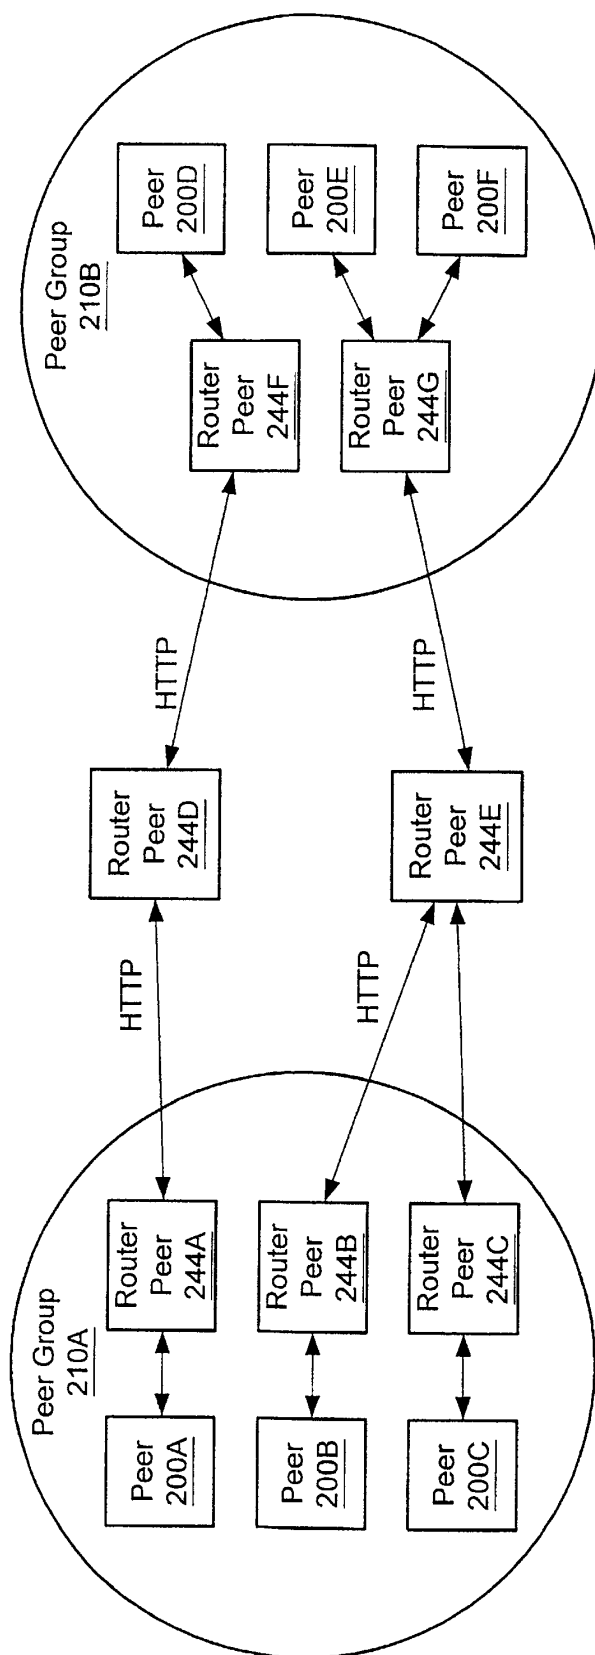 Peer Group
210A
Peer
200A
Router
Peer
244A
Peer
200B
Router
Peer
244B
Peer
200C
Router
Peer
244C
HTTP
HTTP
Router
Peer
244D
Router
Peer
244E
HTTP
HTTP
Peer Group
210B
Router
Peer
244F
Router
Peer
244G
Peer
200D
Peer
200E
Peer
200F